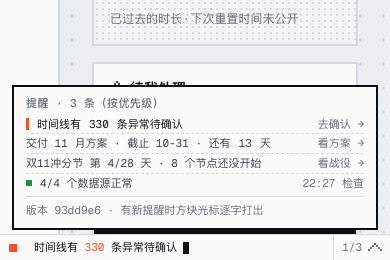 已过去的时长·下次重置时间未公开
提醒 · 3 条 (按优先级)
时间线有 330 条异常待确认 去确认 →
交付 11 月方案 · 截止 10-31 · 还有 13 天 看方案 →
双11冲分节 第 4/28 天 · 8 个节点还没开始 看战役 →
4/4 个数据源正常 22:27 检查
版本 93dd9e6 · 有新提醒时方块光标逐字打出
时间线有 330 条异常待确认 1/3